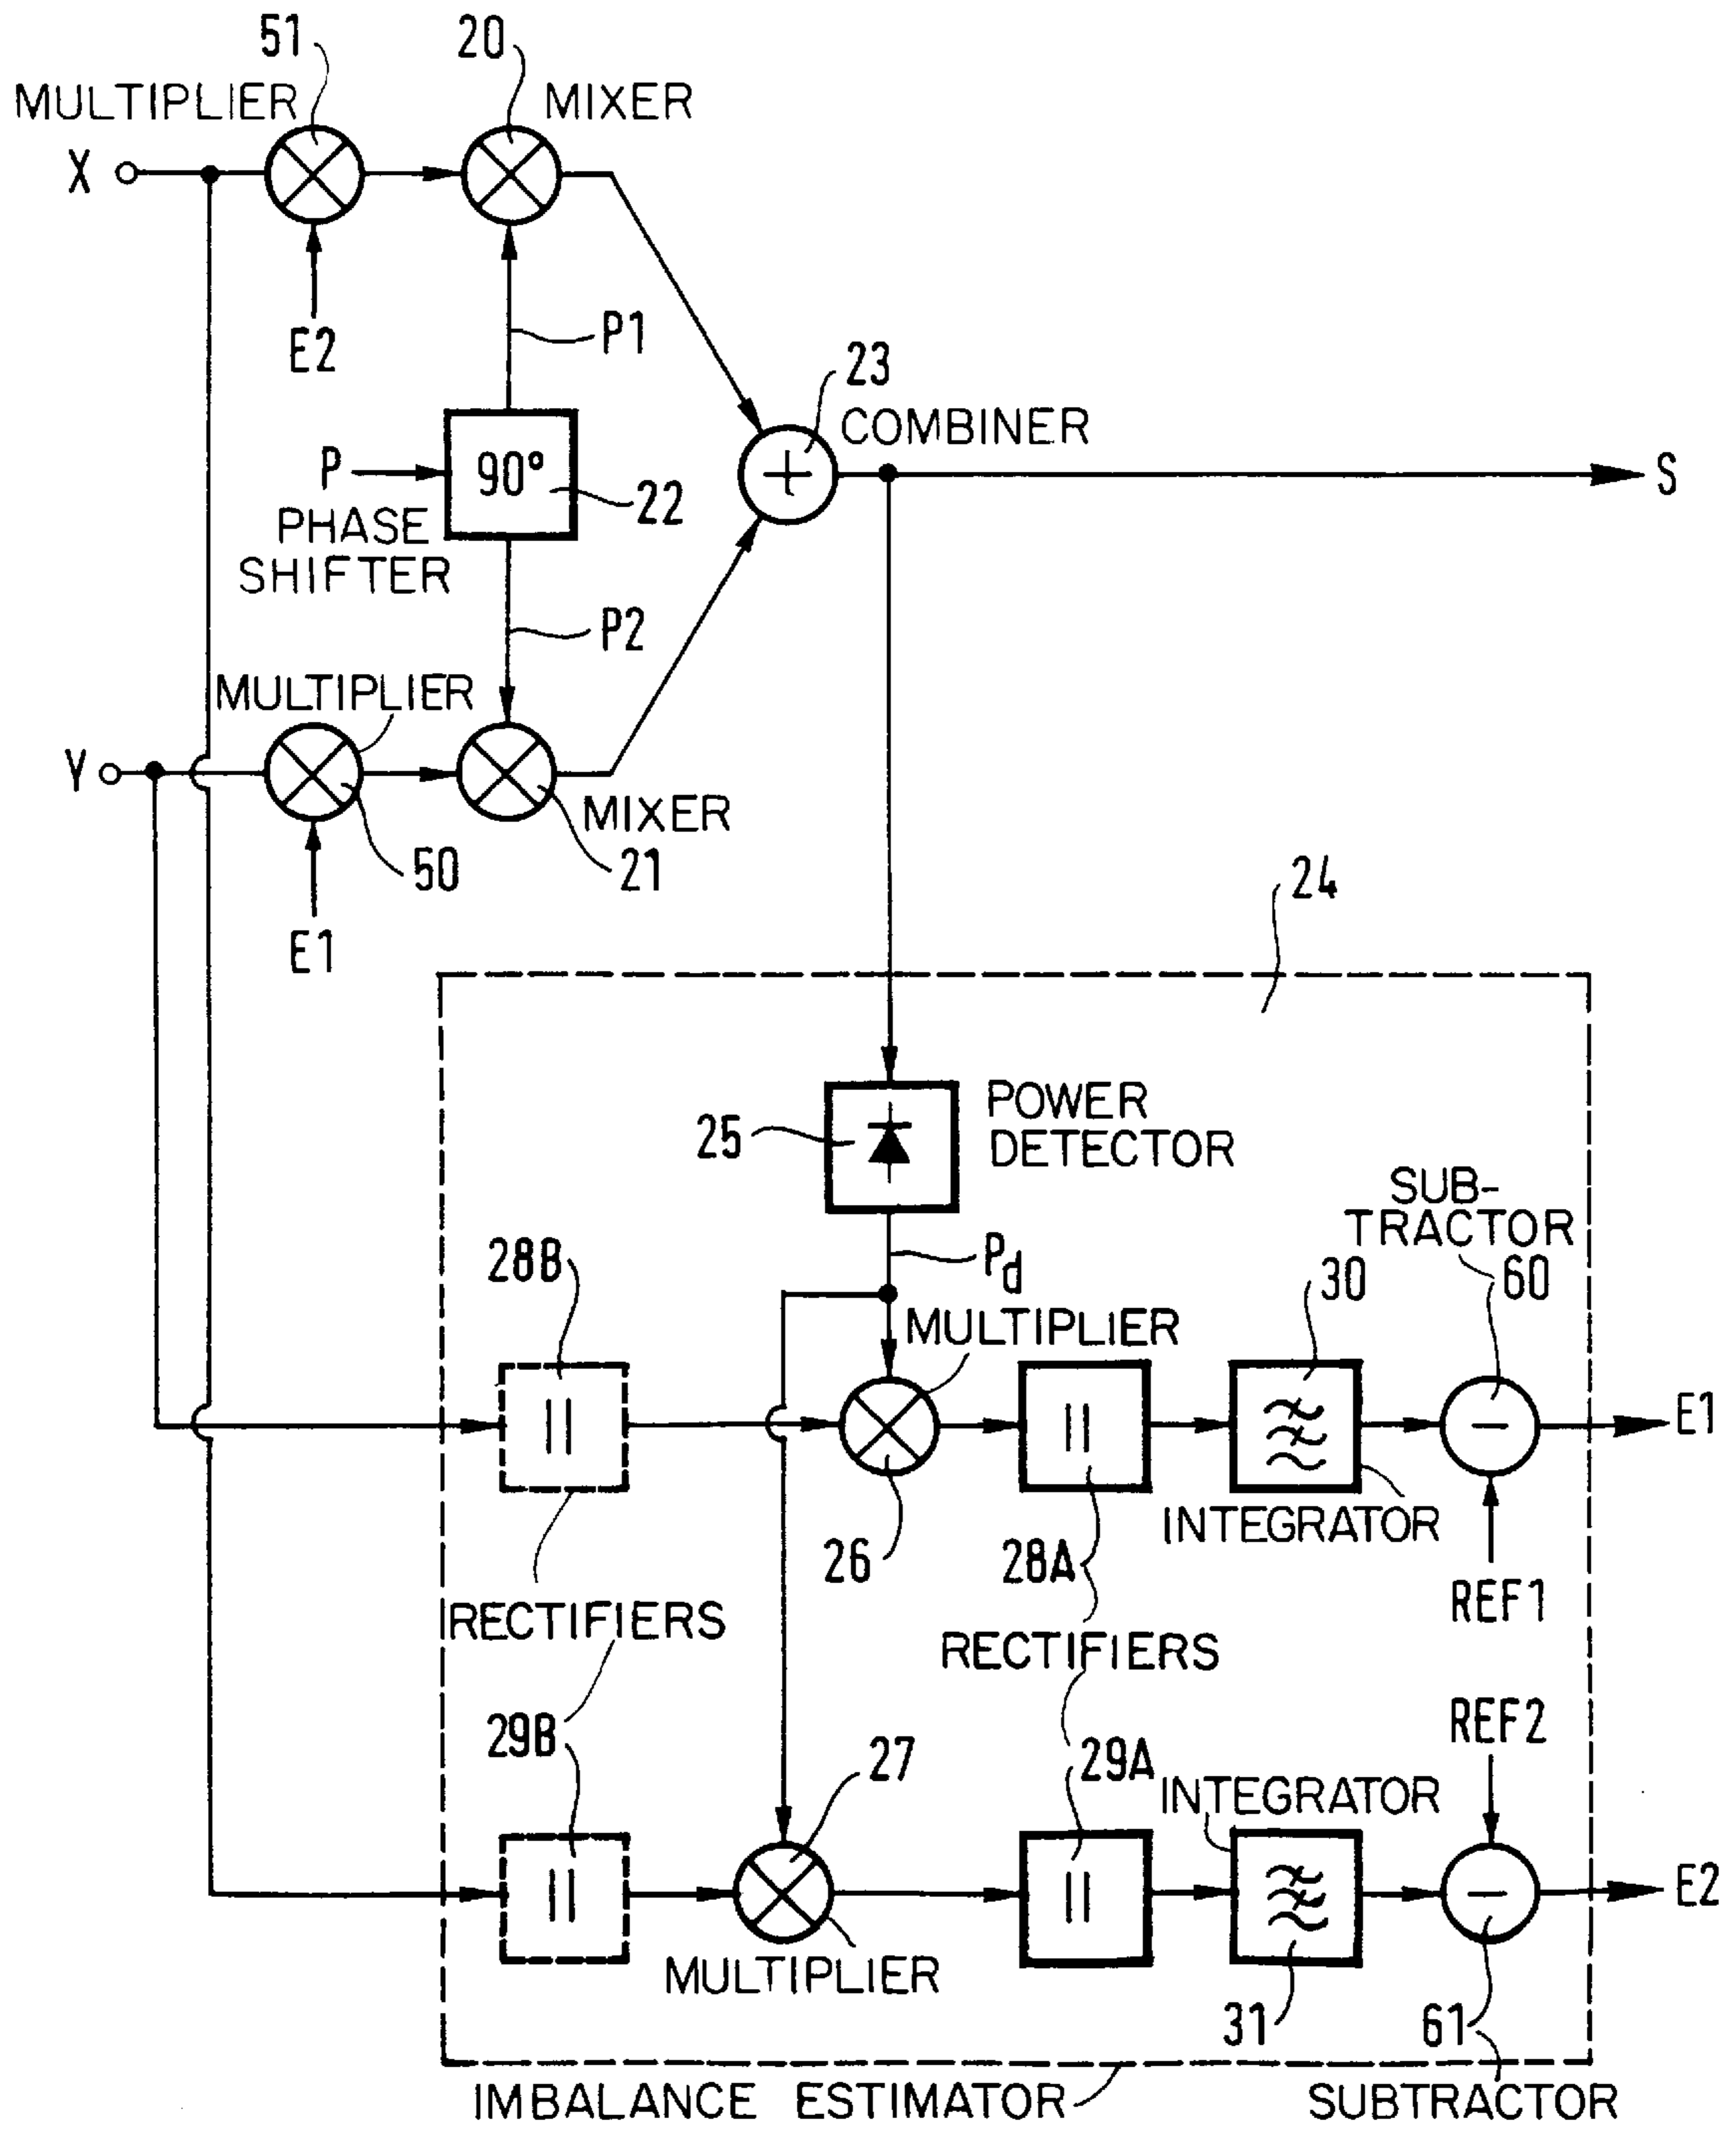 51
20
MULTIPLIER
MIXER
X
E2
P1
23
COMBINER
P
90°
22
S
PHASE
SHIFTER
P2
MULTIPLIER
Y
MIXER
50
21
E1
24
25
POWER
DETECTOR
SUB-
TRACTOR
28B
Pd
30
60
MULTIPLIER
E1
26
28A
INTEGRATOR
REF1
RECTIFIERS
RECTIFIERS
29B
27
29A
REF2
INTEGRATOR
E2
MULTIPLIER
31
61
IMBALANCE ESTIMATOR
SUBTRACTOR